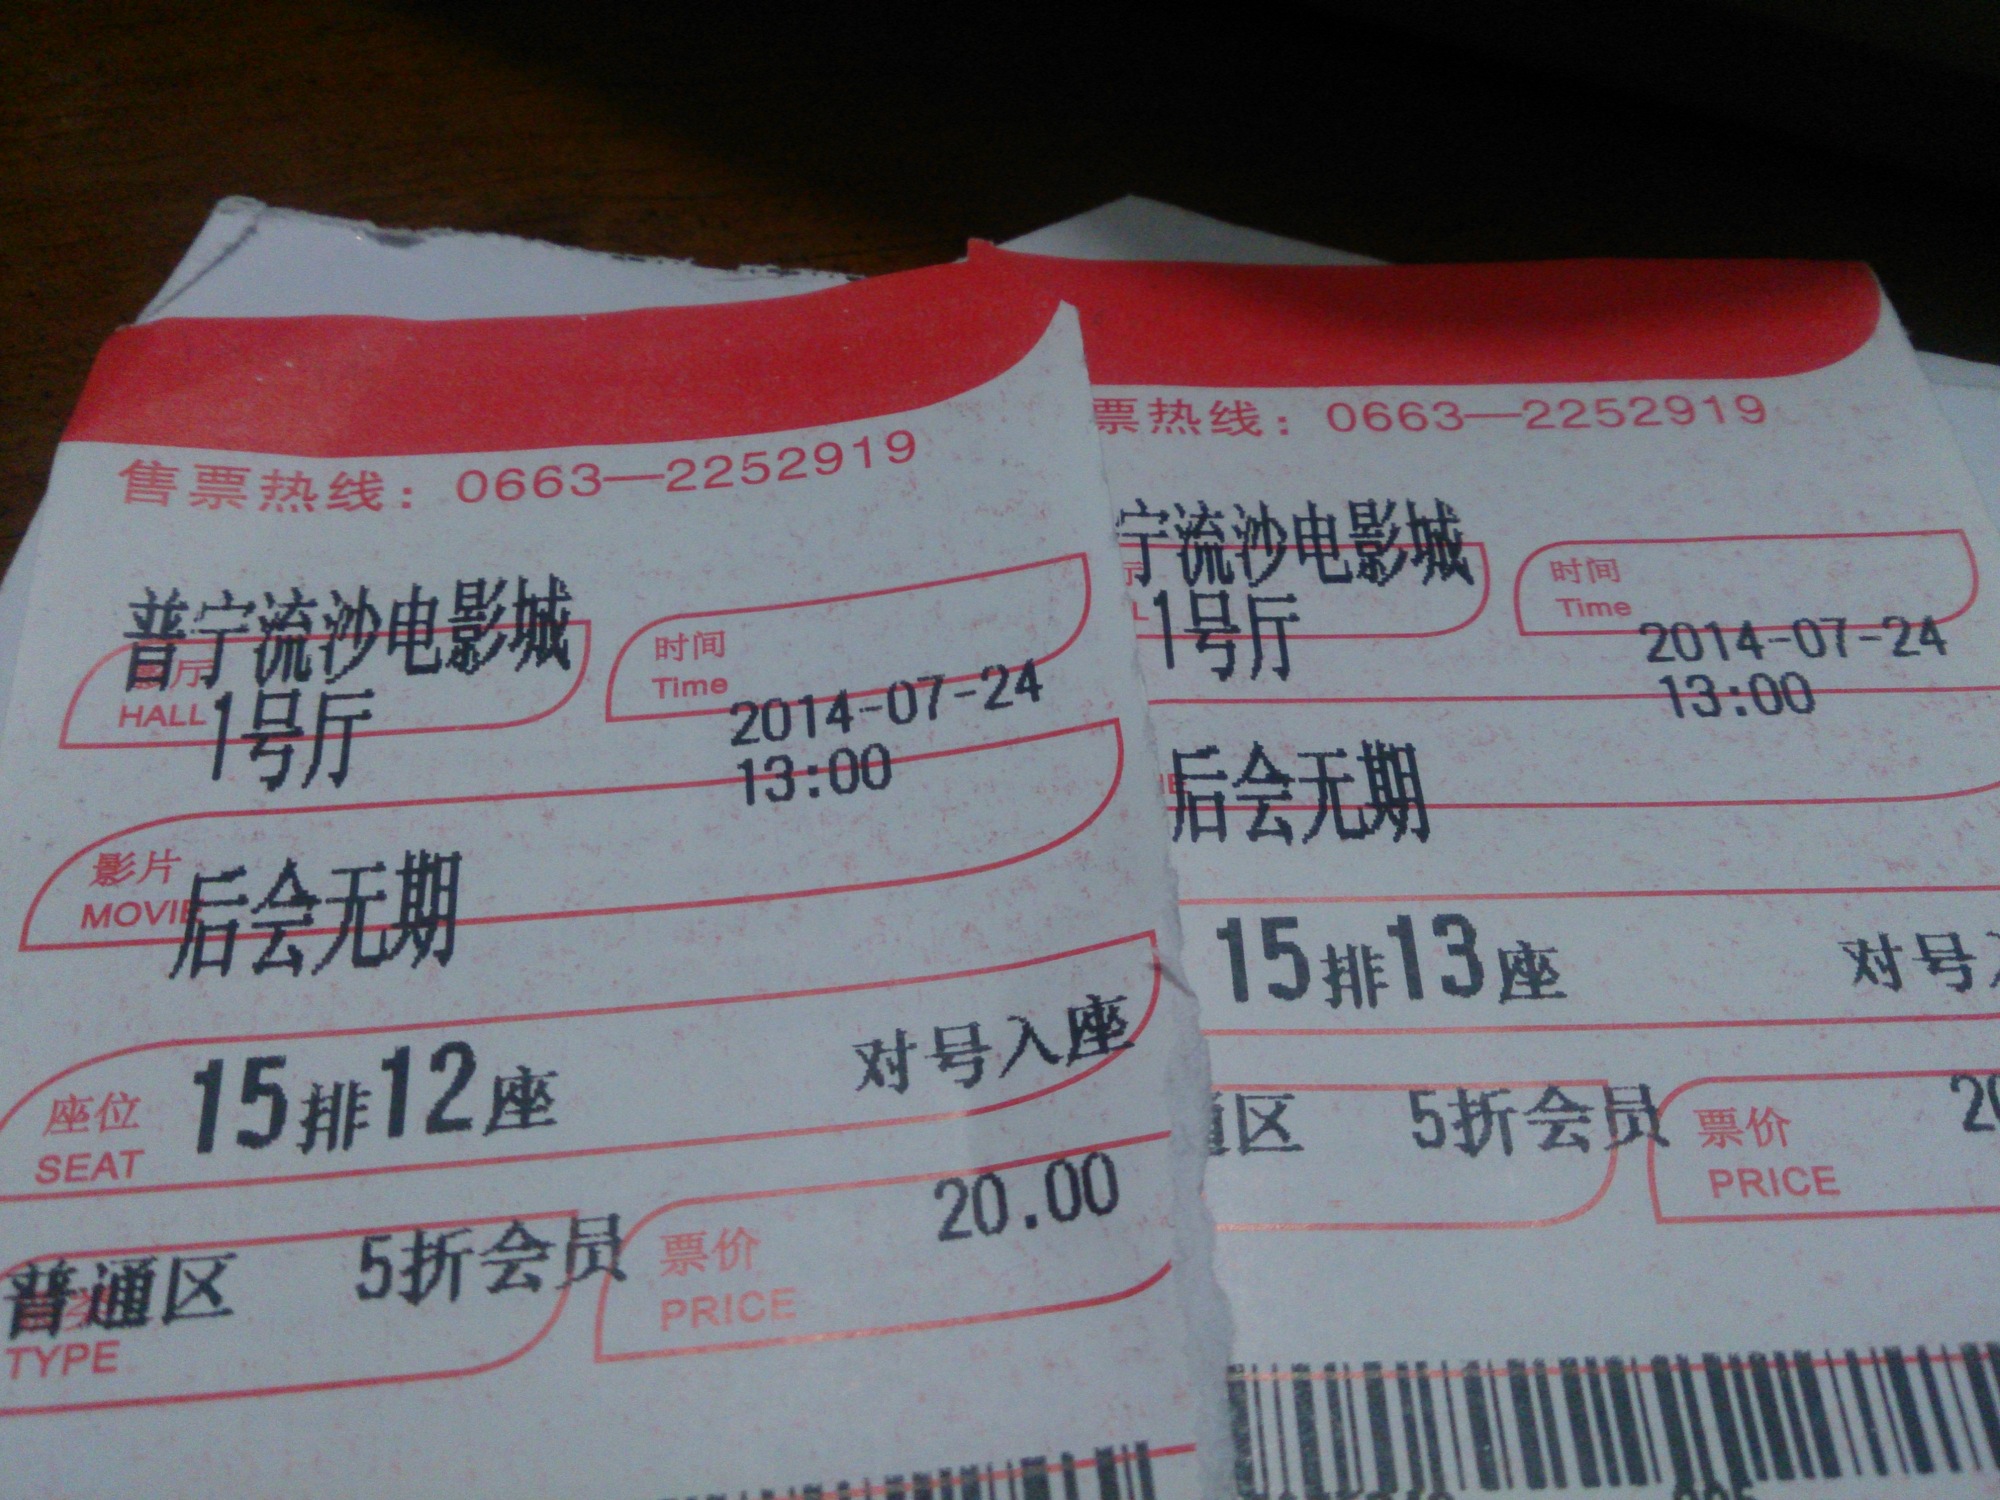 售票热线：0663—2252919
普宁流沙电影城
影厅
HALL
1号厅
时间
Time
2014-07-24
13:00
影片
MOVIE
后会无期
座位
SEAT
15排12座
对号入座
普通区
5折会员
TYPE
票价
PRICE
20.00
票热线：0663—2252919
宁流沙电影城
1号厅
时间
Time
2014-07-24
13:00
后会无期
15排13座
对号
通区
5折会员
票价
PRICE